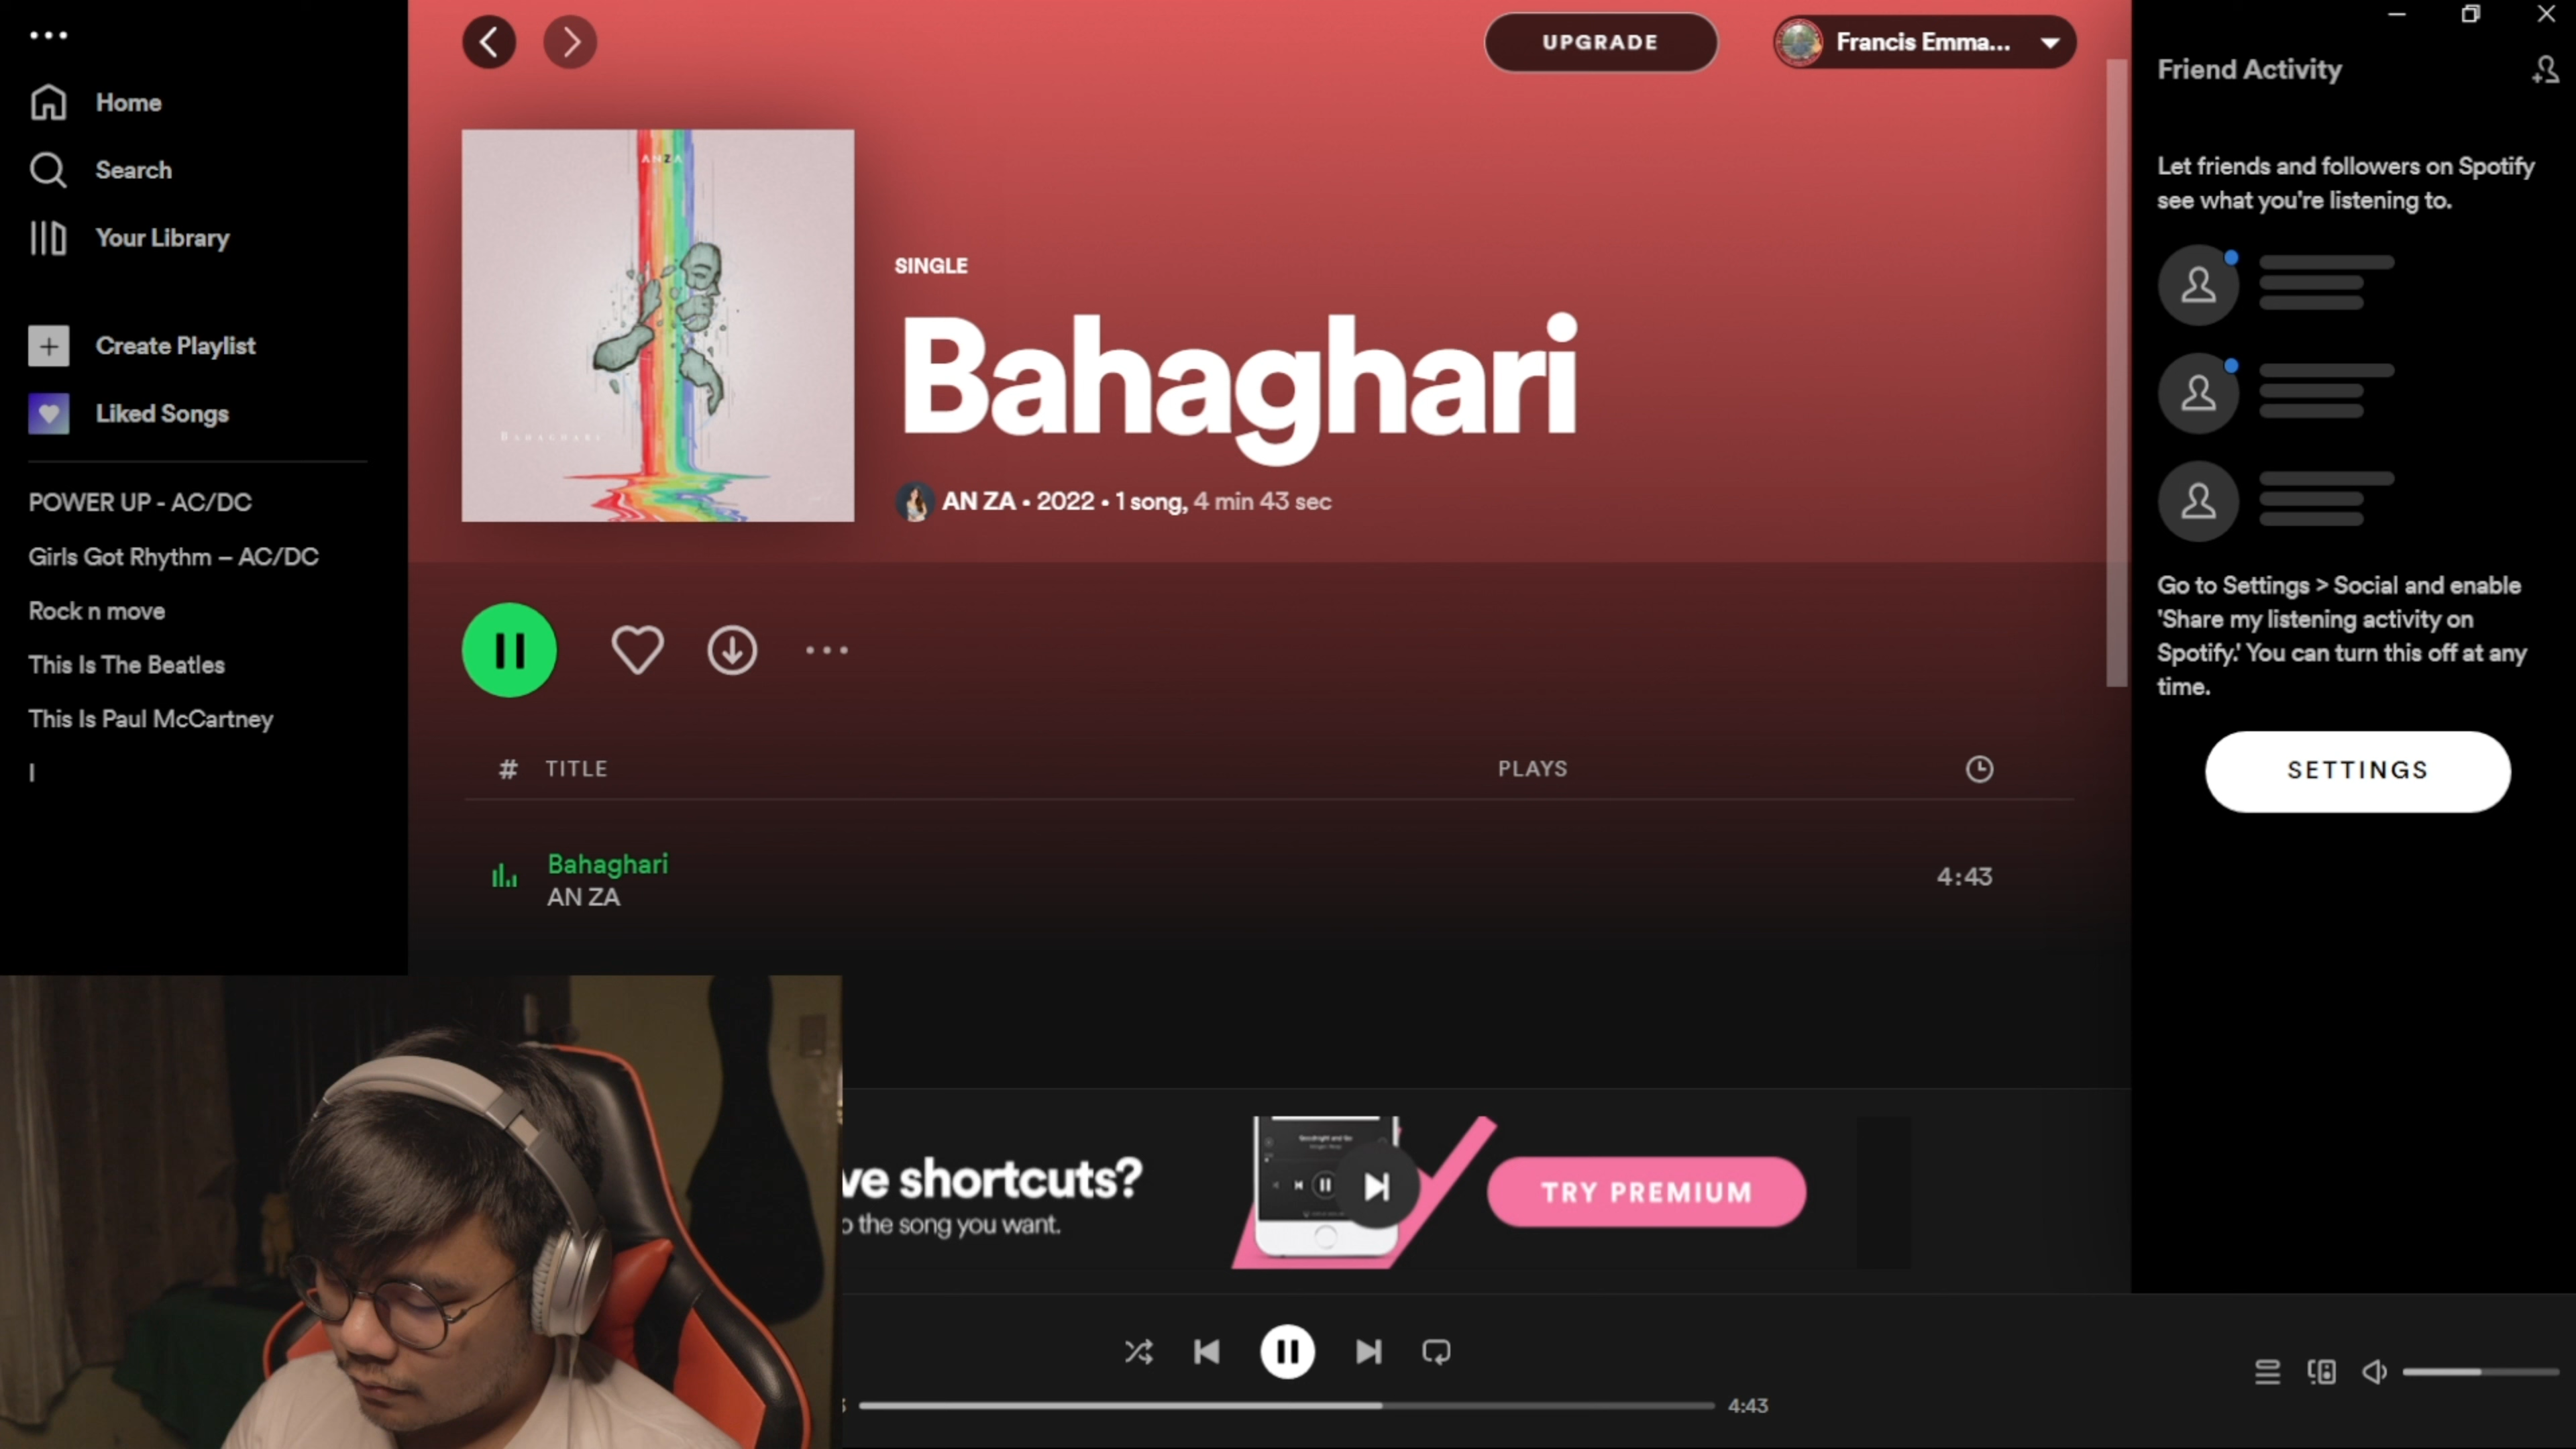 Home
Search
Your Library
Create Playlist
Liked Songs
POWER UP - AC/DC
Girls Got Rhythm – AC/DC
Rock n move
This Is The Beatles
This Is Paul McCartney
I
UPGRADE
Francis Emma...
ANZA
BAHAGHARI
SINGLE
Bahaghari
AN ZA • 2022 • 1 song, 4 min 43 sec
# TITLE
PLAYS
Bahaghari
AN ZA
4:43
ve shortcuts?
o the song you want.
TRY PREMIUM
4:43
Friend Activity
Let friends and followers on Spotify
see what you're listening to.
Go to Settings > Social and enable
'Share my listening activity on
Spotify.' You can turn this off at any
time.
SETTINGS